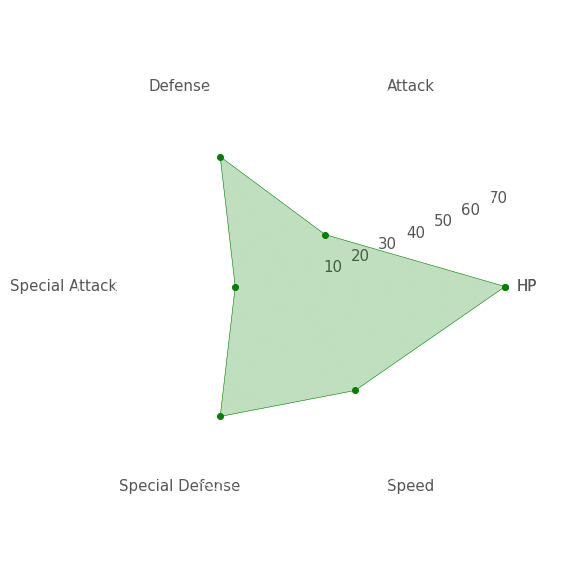 Defense
Attack
70
60
50
40
30
20
10
Special Attack
HP
Special Defense
Speed